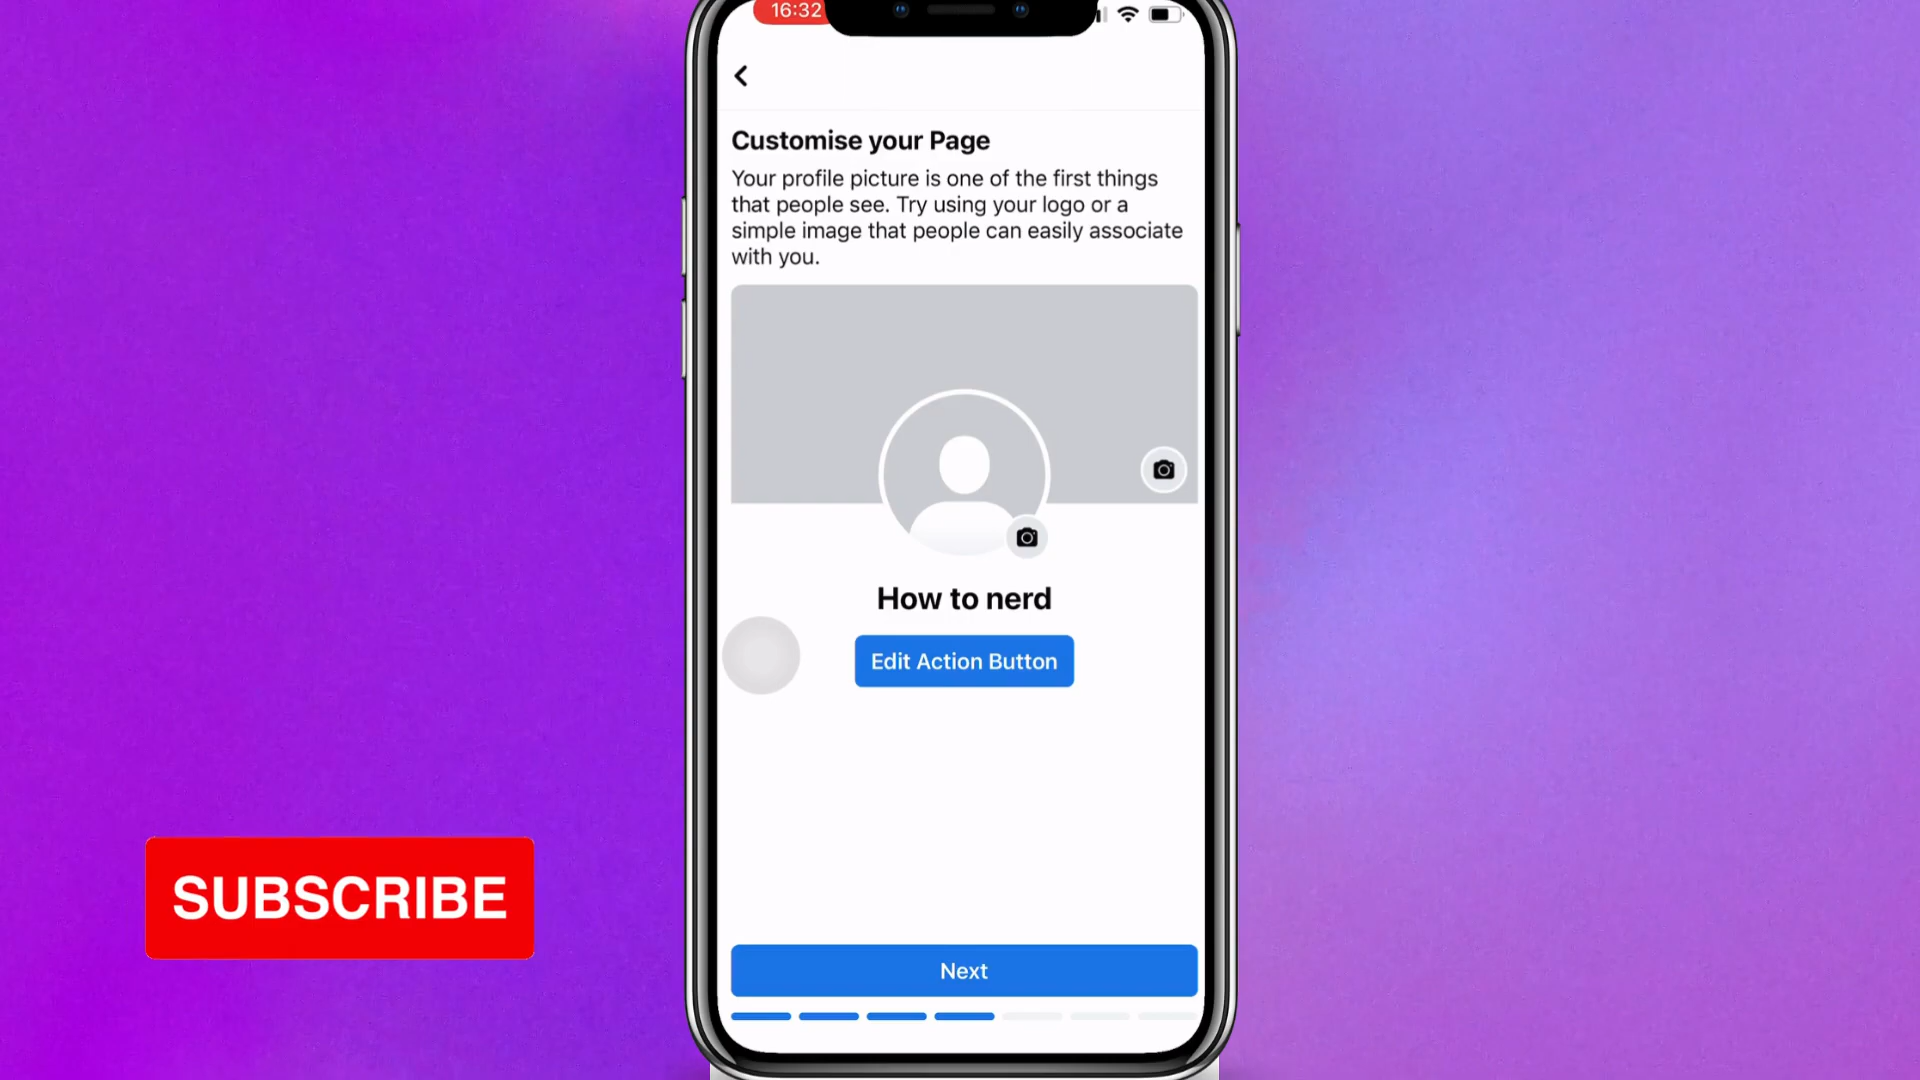 16:32
Customise your Page
Your profile picture is one of the first things
that people see. Try using your logo or a
simple image that people can easily associate
with you.
How to nerd
Edit Action Button
SUBSCRIBE
Next